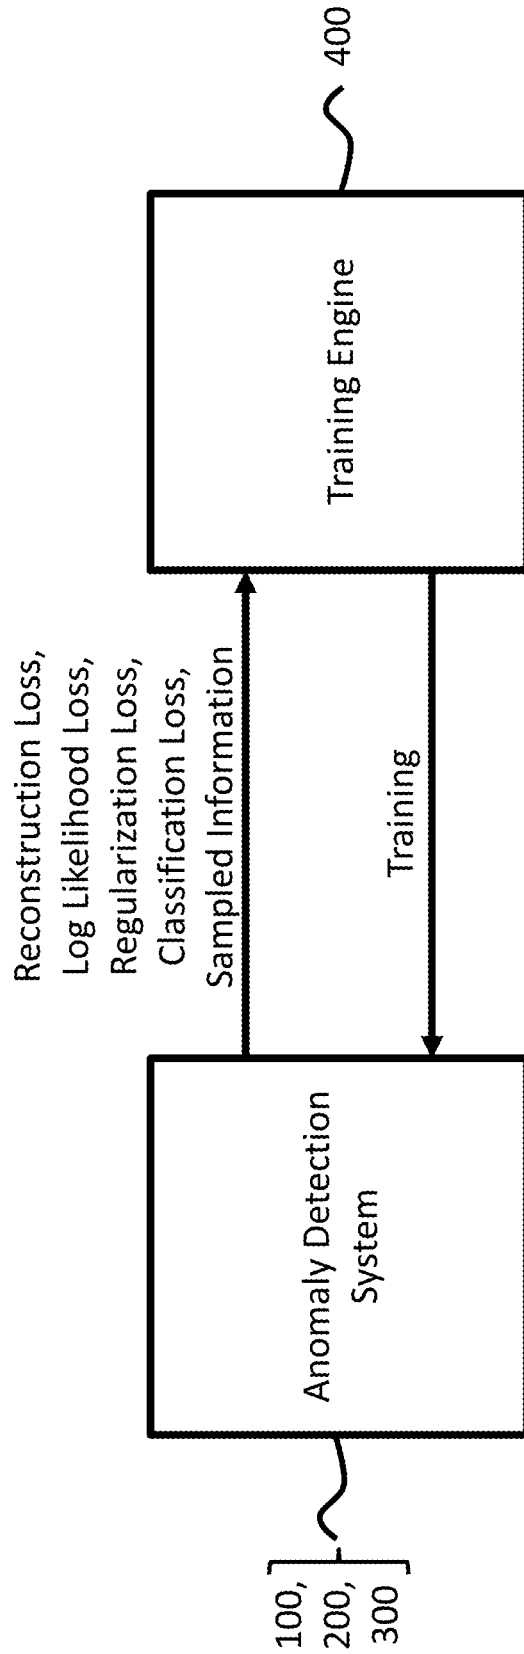 Reconstruction Loss,
Log Likelihood Loss,
Regularization Loss,
Classification Loss,
Sampled Information
Anomaly Detection
System
Training Engine
Training
100,
200,
300
400